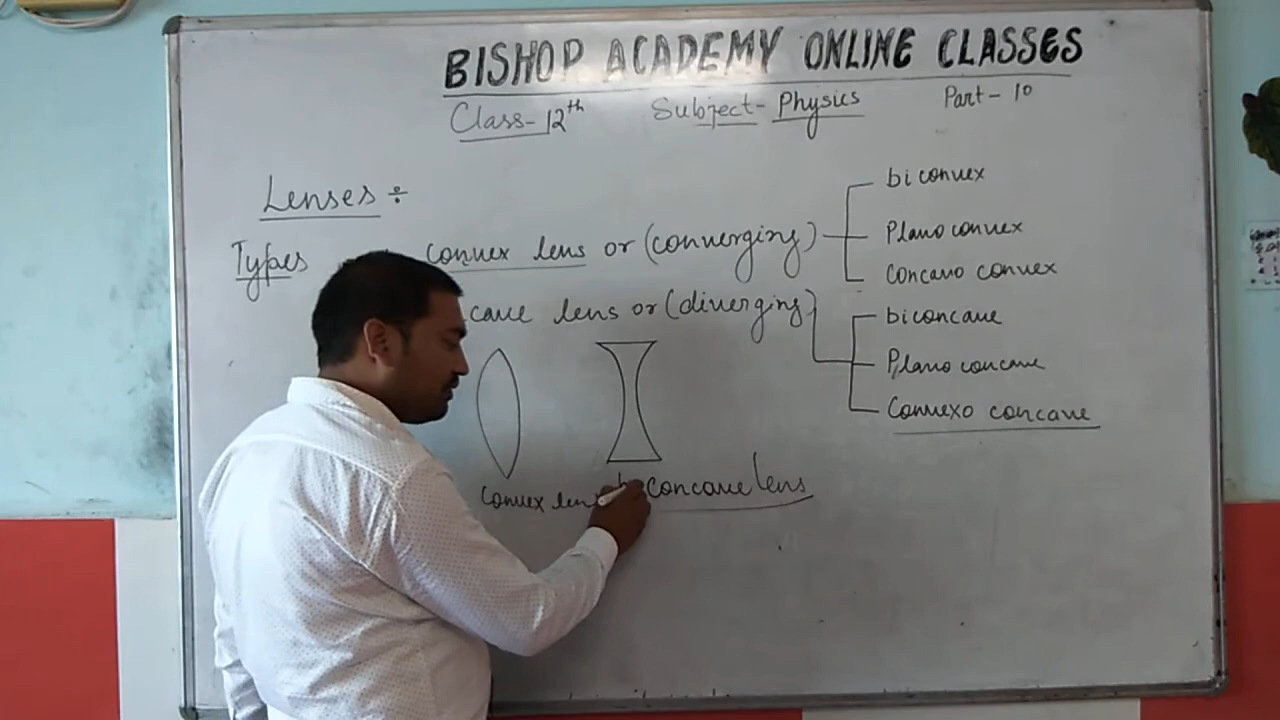 BISHOP ACADEMY ONLINE CLASSES
Class-12th Subject-Physics Part-10
Lenses ÷
Types convex lens or (converging)
biconvex
Plano convex
Concavo convex
lens or (diverging)
biconcave
Plano concave
Convexo concave
convex concave lens